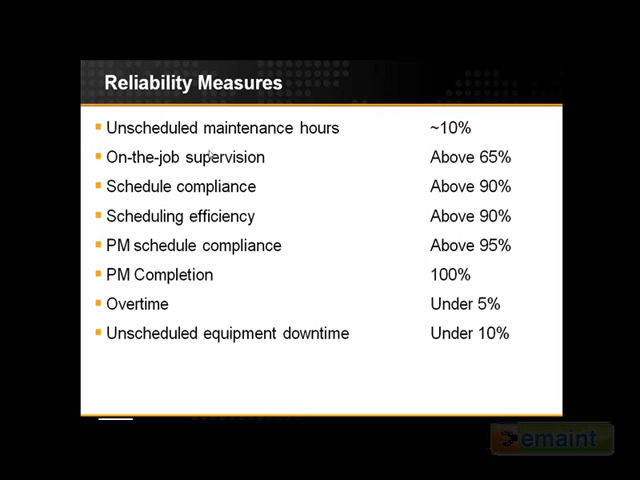 Reliability Measures
Unscheduled maintenance hours ~10%
On-the-job supervision Above 65%
Schedule compliance Above 90%
Scheduling efficiency Above 90%
PM schedule compliance Above 95%
PM Completion 100%
Overtime Under 5%
Unscheduled equipment downtime Under 10%
emaint